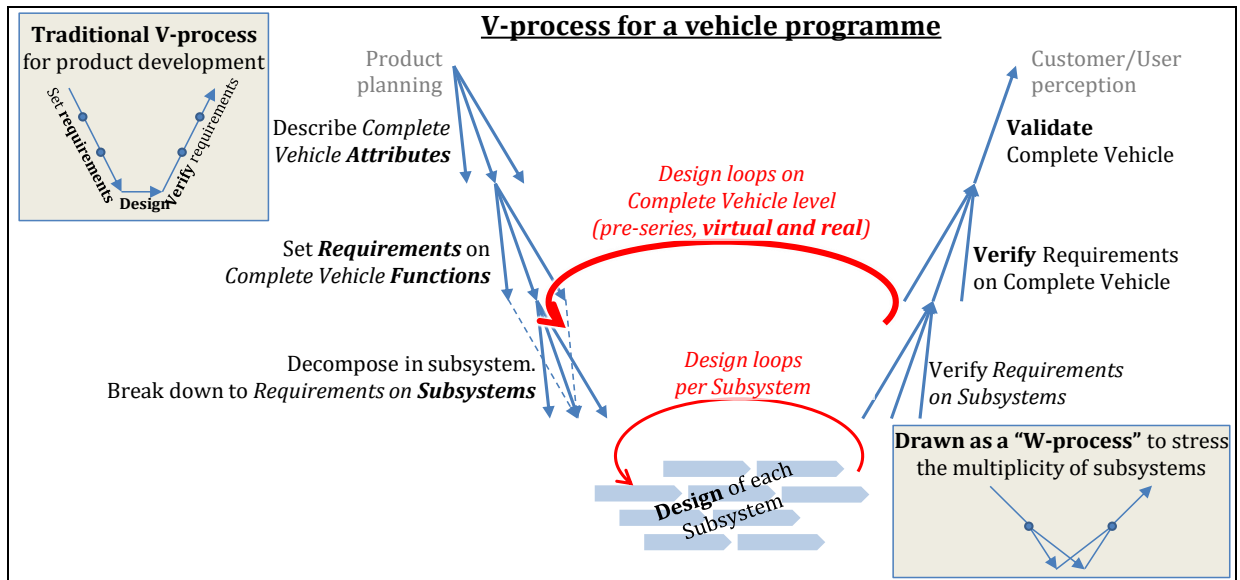 V-process for a vehicle programme
Traditional V-process
for product development
Set requirements
Design
Verify requirements
Product
planning
Describe Complete
Vehicle Attributes
Set Requirements on
Complete Vehicle Functions
Decompose in subsystem.
Break down to Requirements on Subsystems
Design loops on
Complete Vehicle level
(pre-series, virtual and real)
Design loops
per Subsystem
Design of each
Subsystem
Customer/User
perception
Validate
Complete Vehicle
Verify Requirements
on Complete Vehicle
Verify Requirements
on Subsystems
Drawn as a “W-process” to stress
the multiplicity of subsystems